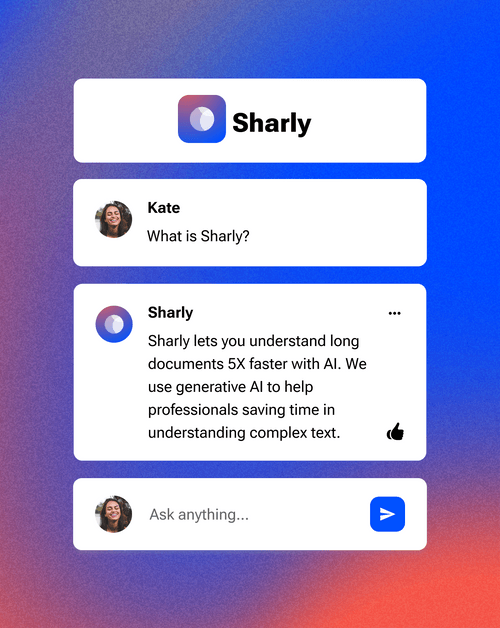 Sharly
Kate
What is Sharly?
Sharly
Sharly lets you understand long
documents 5X faster with AI. We
use generative AI to help
professionals saving time in
understanding complex text.
Ask anything...